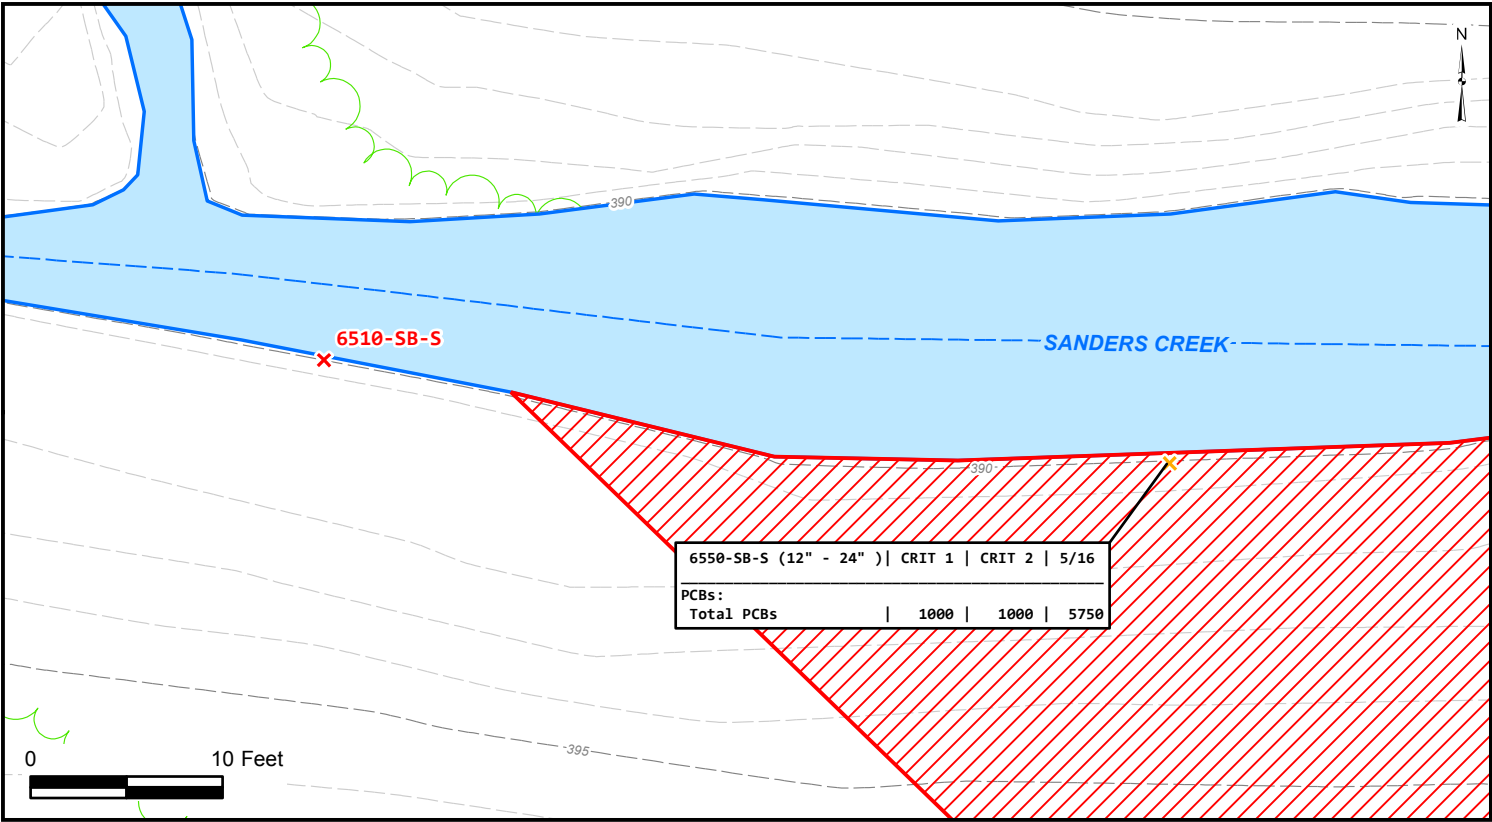 N
390
6510-SB-S
SANDERS CREEK
390
6550-SB-S (12" - 24" )| CRIT 1 | CRIT 2 | 5/16
PCBs:
Total PCBs | 1000 | 1000 | 5750
395
0 10 Feet